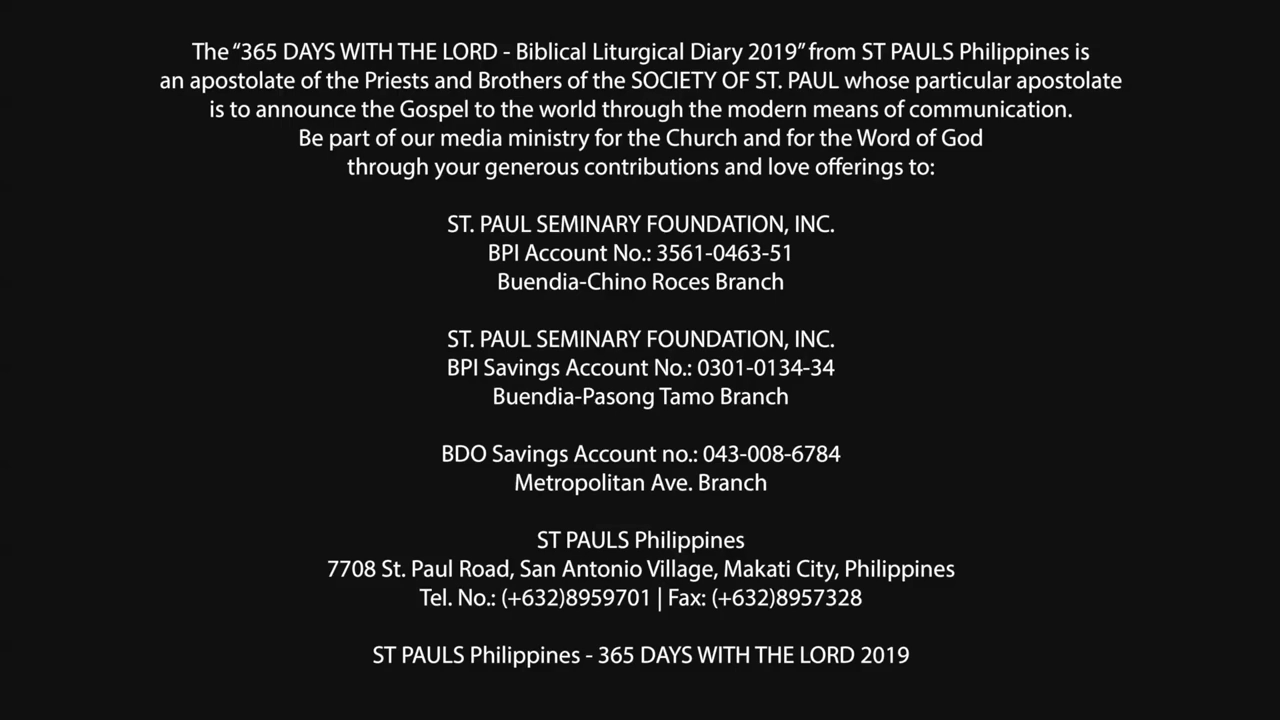 The “365 DAYS WITH THE LORD - Biblical Liturgical Diary 2019” from ST PAULS Philippines is
an apostolate of the Priests and Brothers of the SOCIETY OF ST. PAUL whose particular apostolate
is to announce the Gospel to the world through the modern means of communication.
Be part of our media ministry for the Church and for the Word of God
through your generous contributions and love offerings to:
ST. PAUL SEMINARY FOUNDATION, INC.
BPI Account No.: 3561-0463-51
Buendia-Chino Roces Branch
ST. PAUL SEMINARY FOUNDATION, INC.
BPI Savings Account No.: 0301-0134-34
Buendia-Pasong Tamo Branch
BDO Savings Account no.: 043-008-6784
Metropolitan Ave. Branch
ST PAULS Philippines
7708 St. Paul Road, San Antonio Village, Makati City, Philippines
Tel. No.: (+632)8959701 | Fax: (+632)8957328
ST PAULS Philippines - 365 DAYS WITH THE LORD 2019